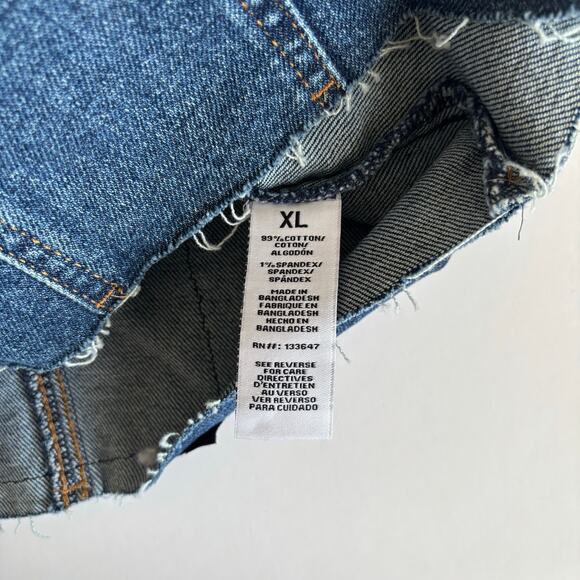 XL
99% COTTON/
COTON/
ALGODÓN
1% SPANDEX/
SPANDEX/
SPÁNDEX
MADE IN
BANGLADESH
FABRIQUE EN
BANGLADESH
HECHO EN
BANGLADESH
RN#: 133647
SEE REVERSE
FOR CARE
DIRECTIVES
D'ENTRETIEN
AU VERSO
VER REVERSO
PARA CUIDADO